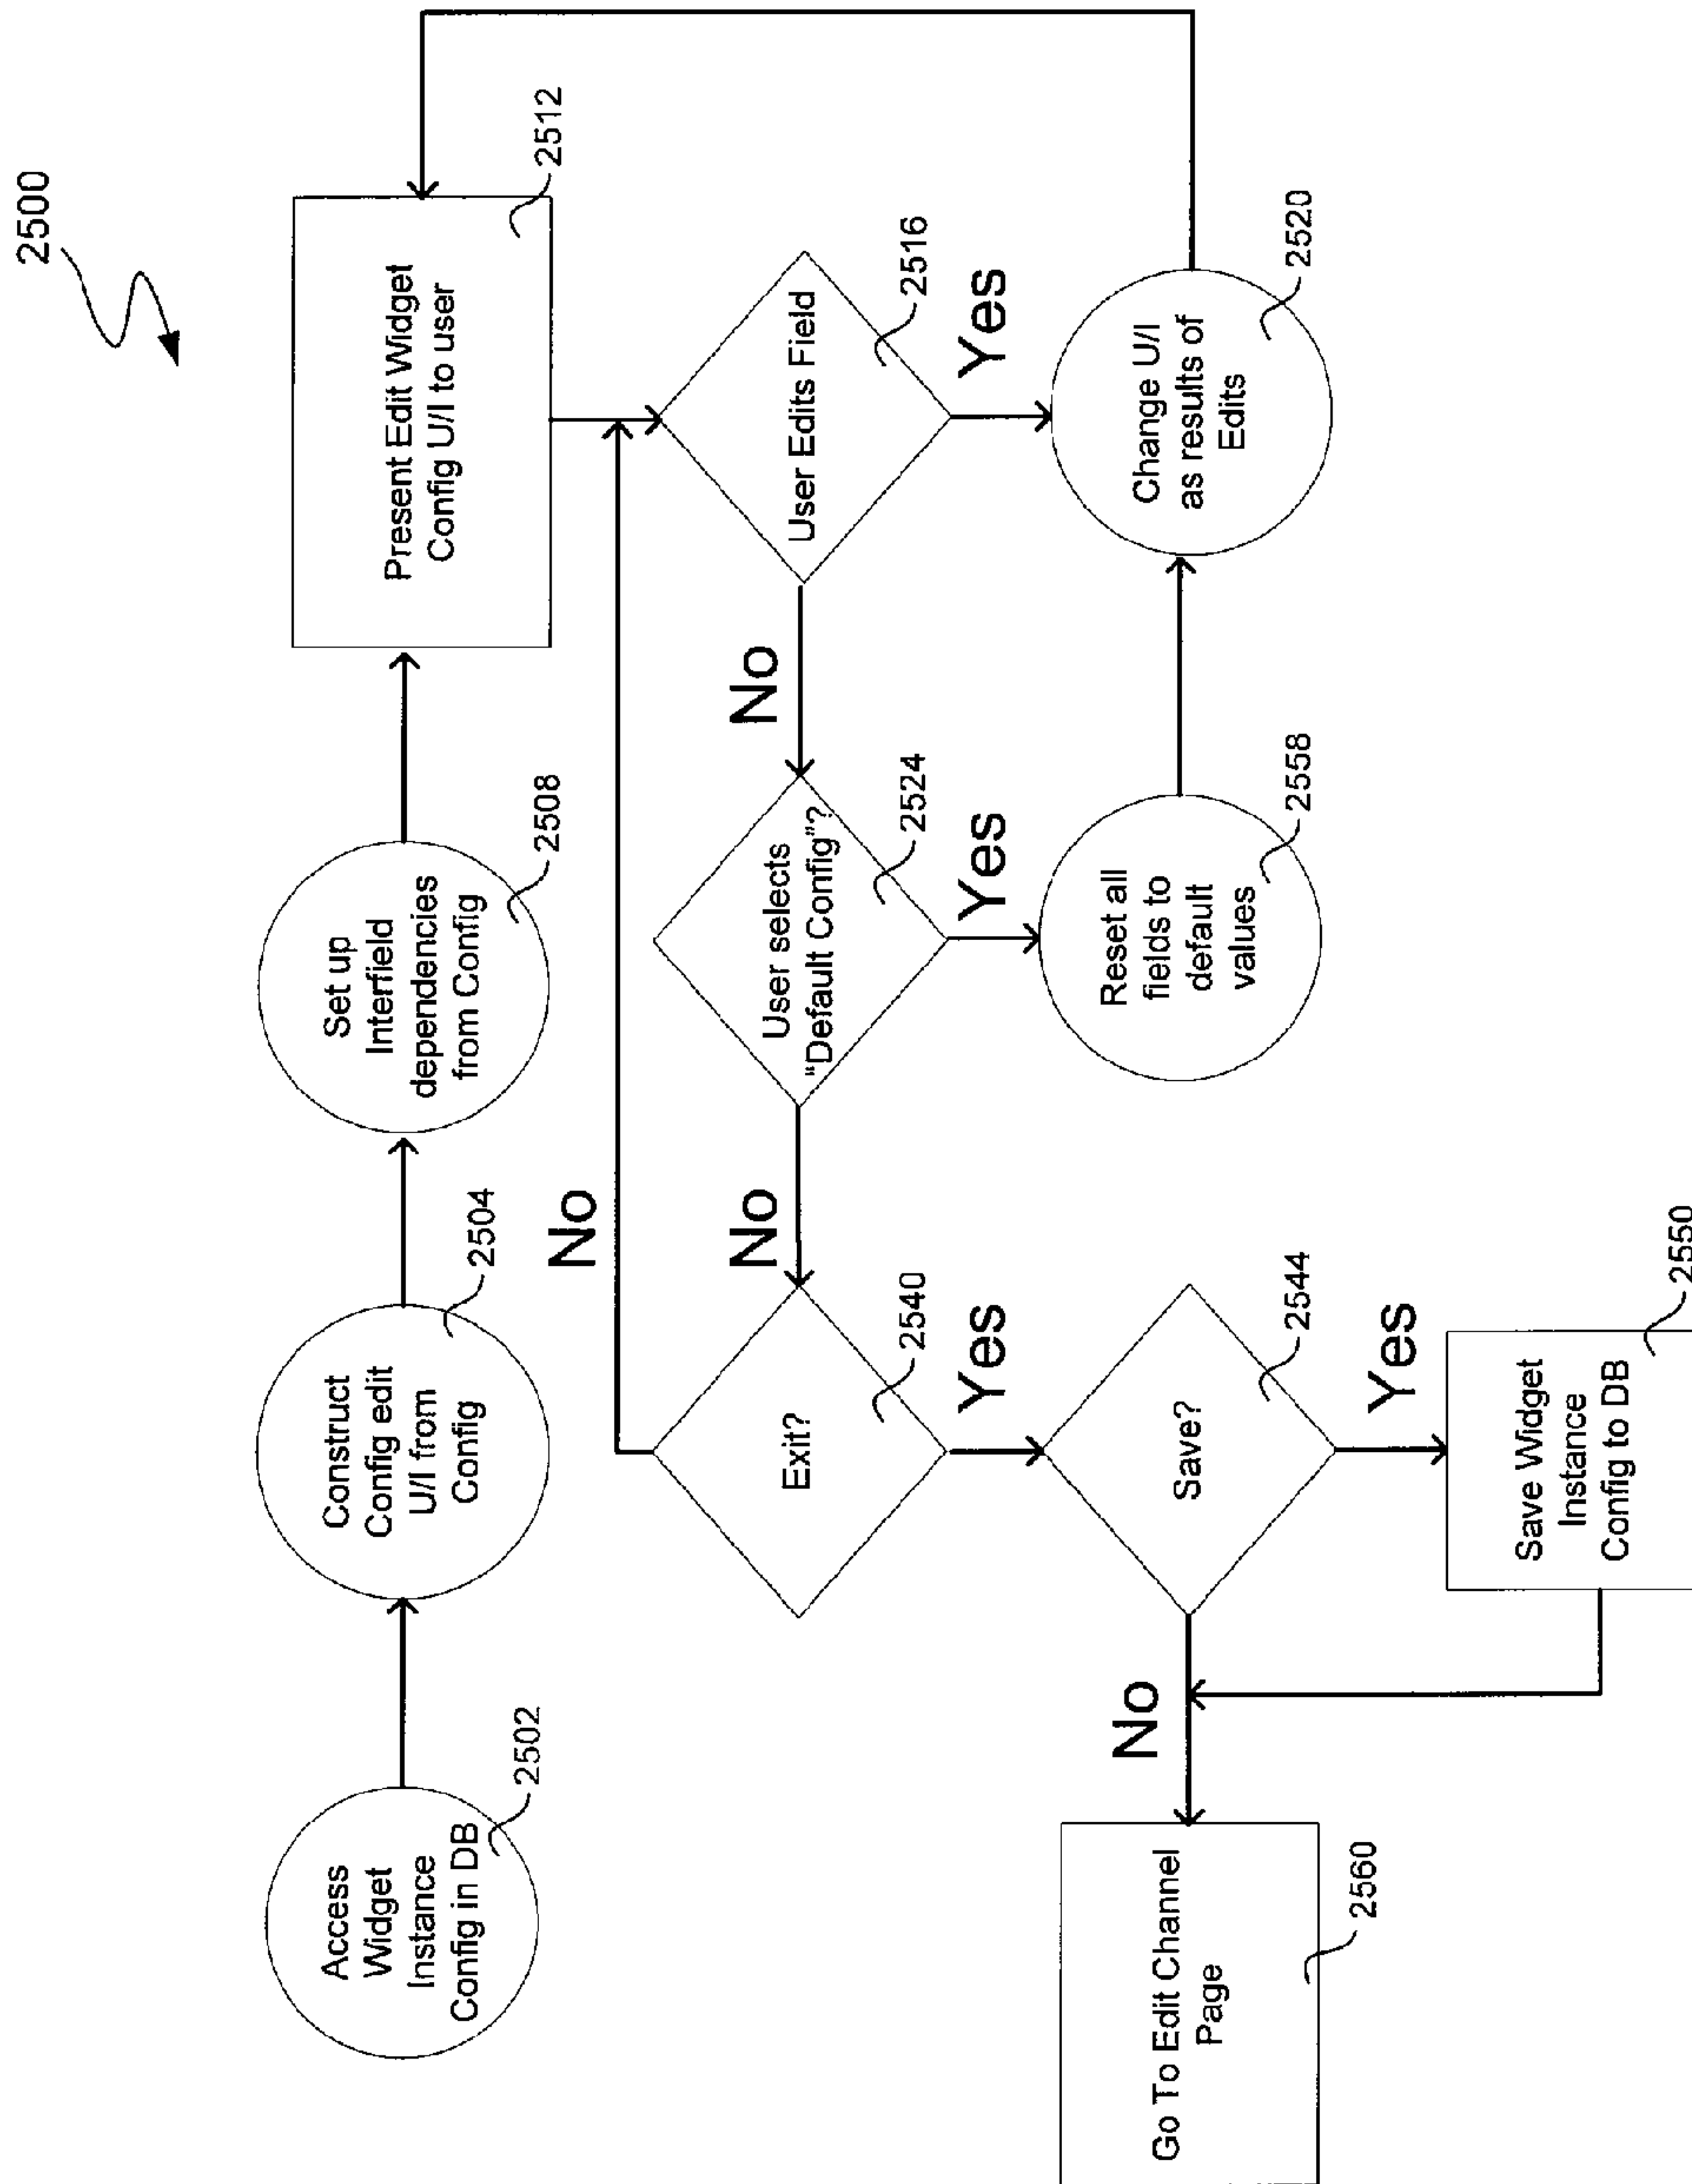 2500
Access
Widget
Instance
Config in DB
2502
Construct
Config edit
U/I from
Config
2504
Set up
Interfield
dependencies
from Config
2508
Present Edit Widget
Config U/I to user
2512
No
User Edits Field
2516
No
Yes
User selects
“Default Config”?
2524
No
Yes
Exit?
2540
Yes
Change U/I
as results of
Edits
2520
Reset all
fields to
default
values
2558
Save?
2544
No
Yes
Save Widget
Instance
Config to DB
2550
Go To Edit Channel
Page
2560